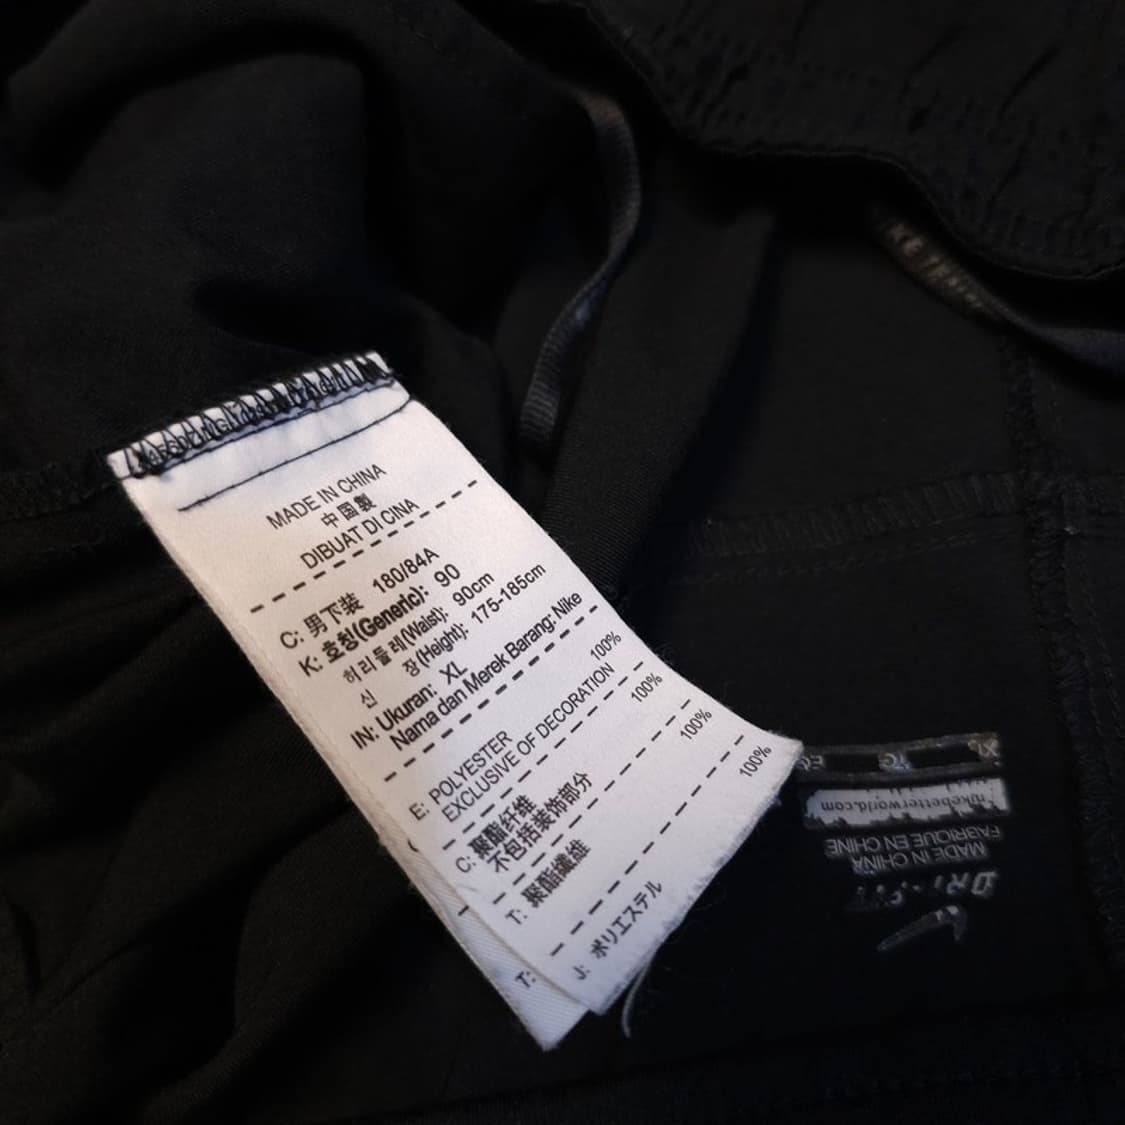 MADE IN CHINA
中国製
DIBUAT DI CINA
C: 男下装 180/84A
K: 호칭(Generic): 90
허리둘레(Waist): 90cm
신 장(Height): 175-185cm
IN: Ukuran: XL
Nama dan Merek Barang: Nike
E: POLYESTER 100%
EXCLUSIVE OF DECORATION
C: 聚酯纤维 100%
不包括装饰部分
T: 聚酯纖維 100%
J: ポリエステル 100%
T:
XL
nikebetterworld.com
MADE IN CHINA
FABRIQUE EN CHINE
DRI-FIT